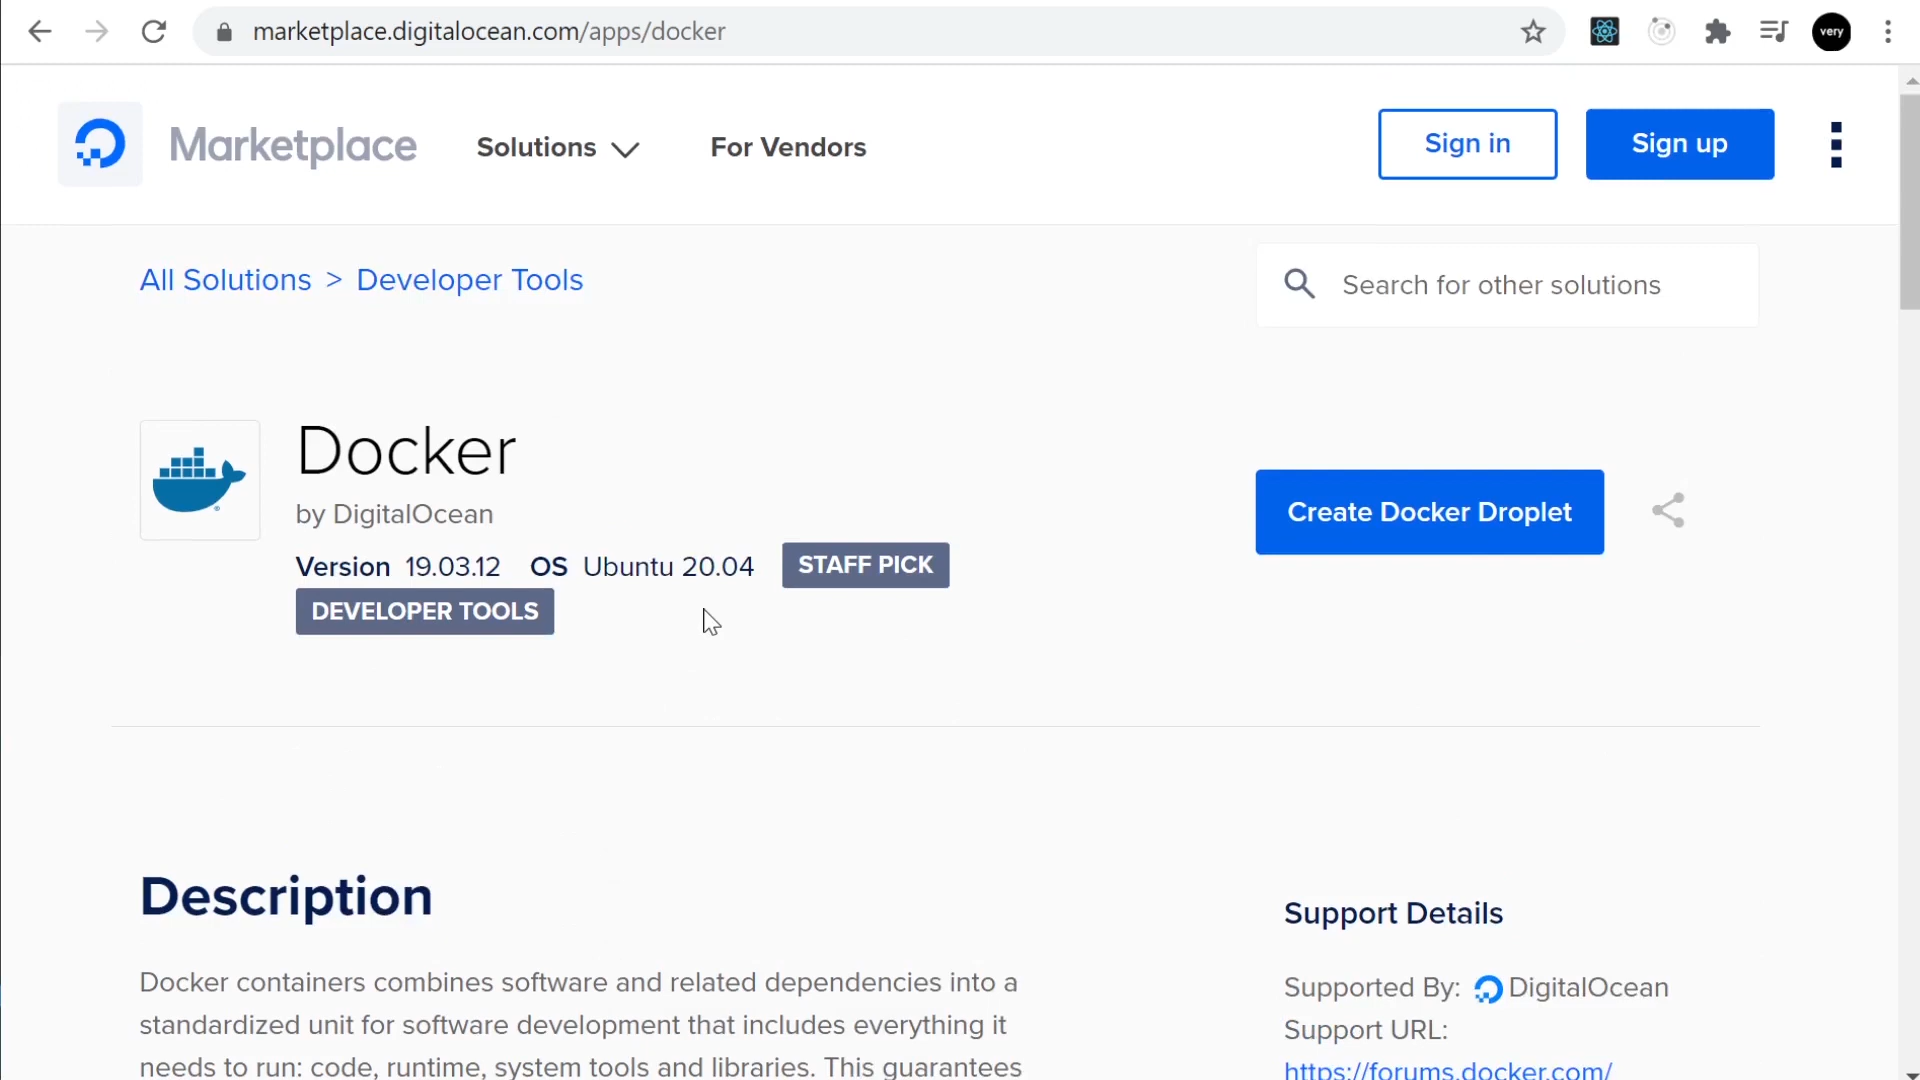 marketplace.digitalocean.com/apps/docker
very
Marketplace
Solutions
For Vendors
Sign in
Sign up
All Solutions > Developer Tools
Search for other solutions
Docker
by DigitalOcean
Version 19.03.12 OS Ubuntu 20.04 STAFF PICK
DEVELOPER TOOLS
Create Docker Droplet
Description
Docker containers combines software and related dependencies into a
standardized unit for software development that includes everything it
needs to run: code, runtime, system tools and libraries. This guarantees
Support Details
Supported By: DigitalOcean
Support URL:
https://forums.docker.com/